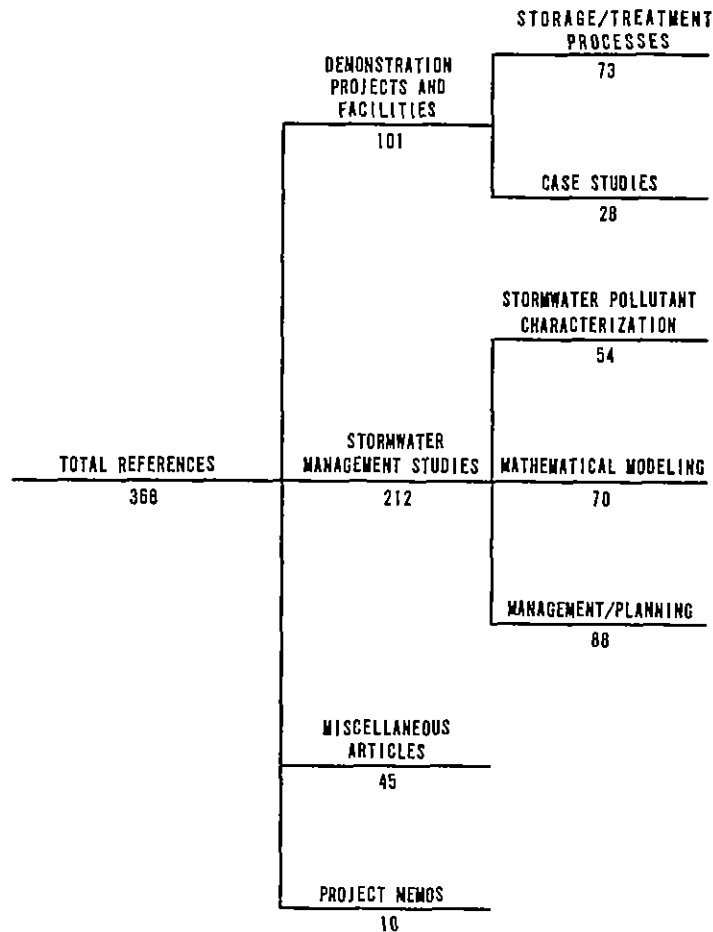 STORAGE/TREATMENT
PROCESSES
73
DEMONSTRATION
PROJECTS AND
FACILITIES
101
CASE STUDIES
28
STORMWATER POLLUTANT
CHARACTERIZATION
54
TOTAL REFERENCES
368
STORMWATER
MANAGEMENT STUDIES
212
MATHEMATICAL MODELING
70
MANAGEMENT/PLANNING
88
MISCELLANEOUS
ARTICLES
45
PROJECT MEMOS
10